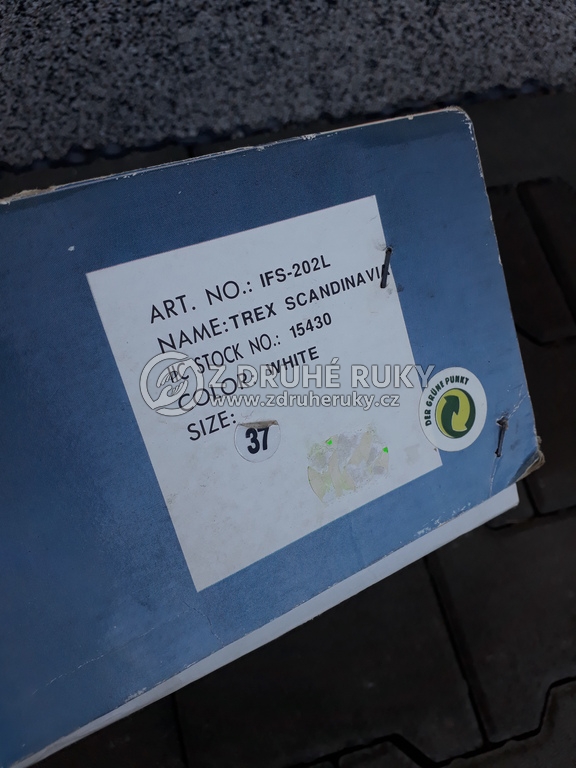 ART. NO.: IFS-202L
NAME: TREX SCANDINAVI
STOCK NO.: 15430
COLOR: WHITE
SIZE: 37
Z DRUHÉ RUKY
www.zdruheruky.cz
DER GRÜNE PUNKT